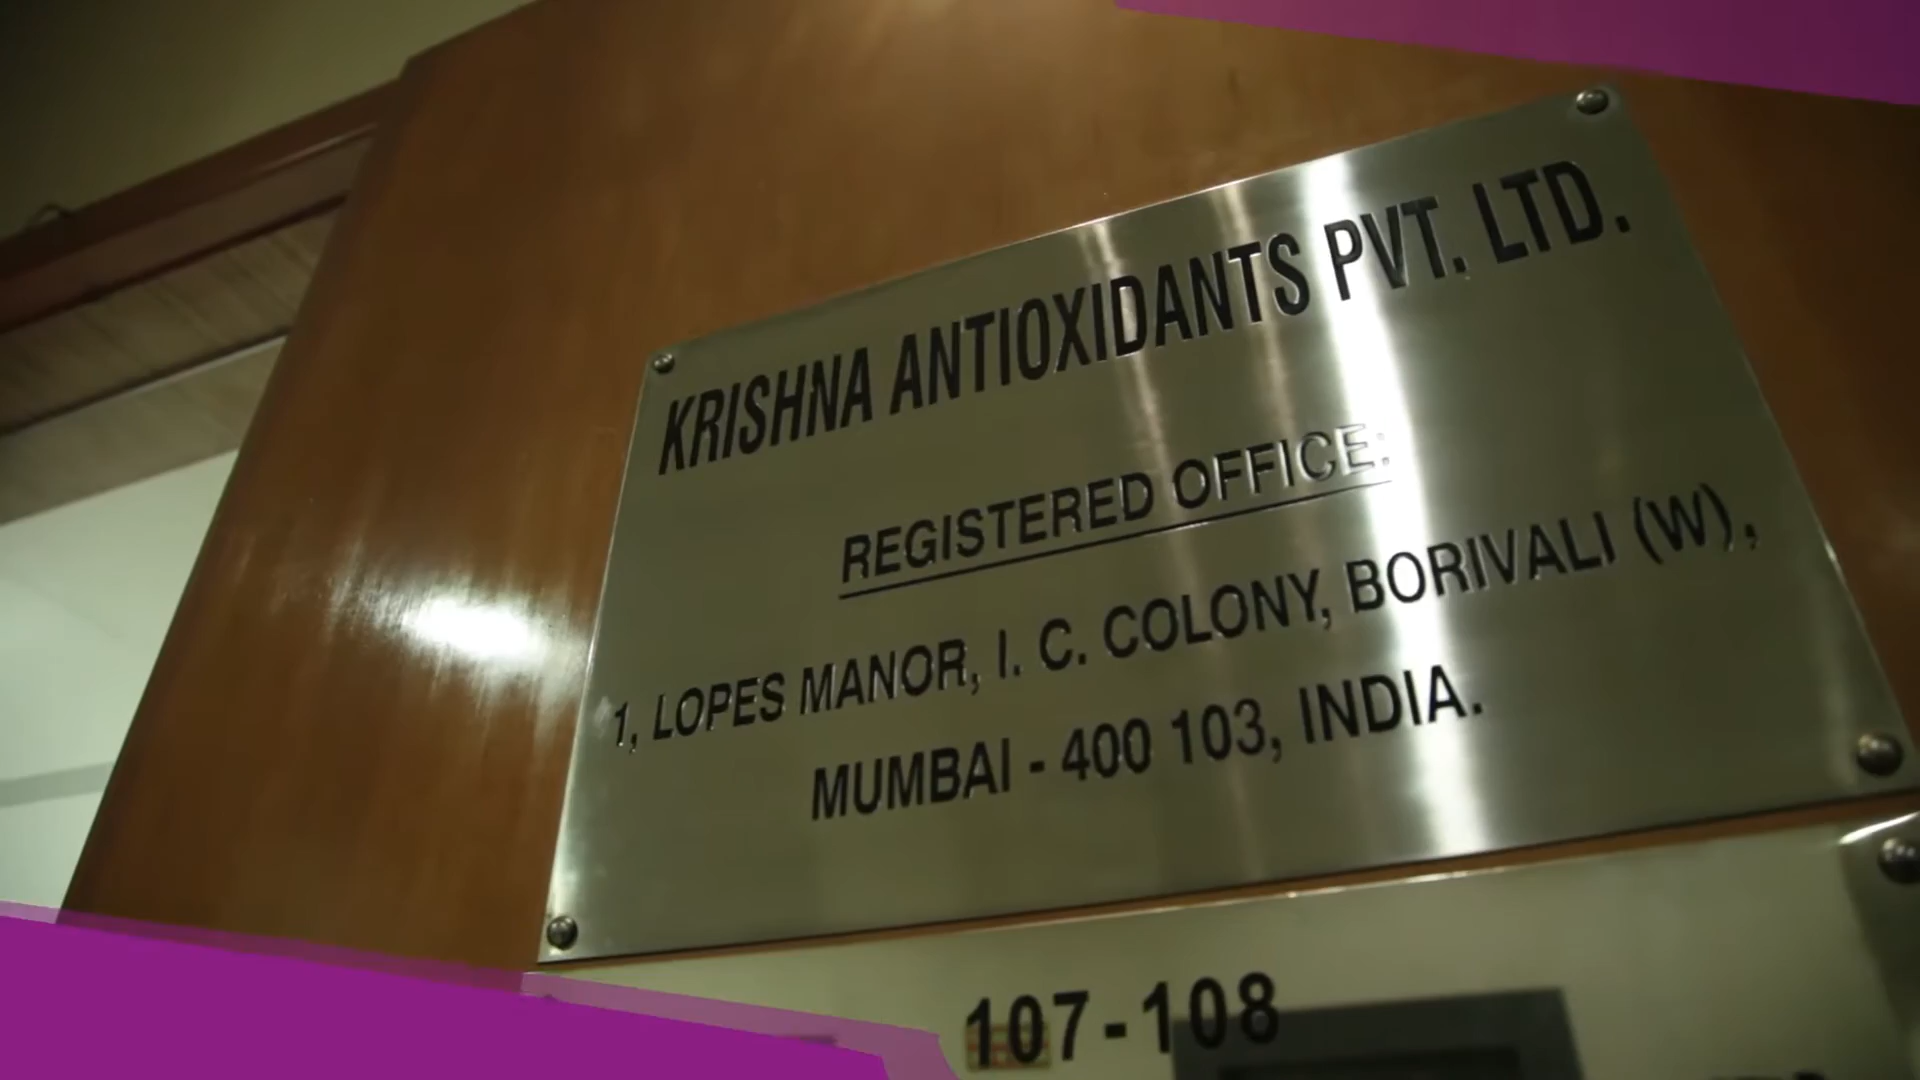 KRISHNA ANTIOXIDANTS PVT. LTD.
REGISTERED OFFICE:
1, LOPES MANOR, I. C. COLONY, BORIVALI (W),
MUMBAI - 400 103, INDIA.
107-108